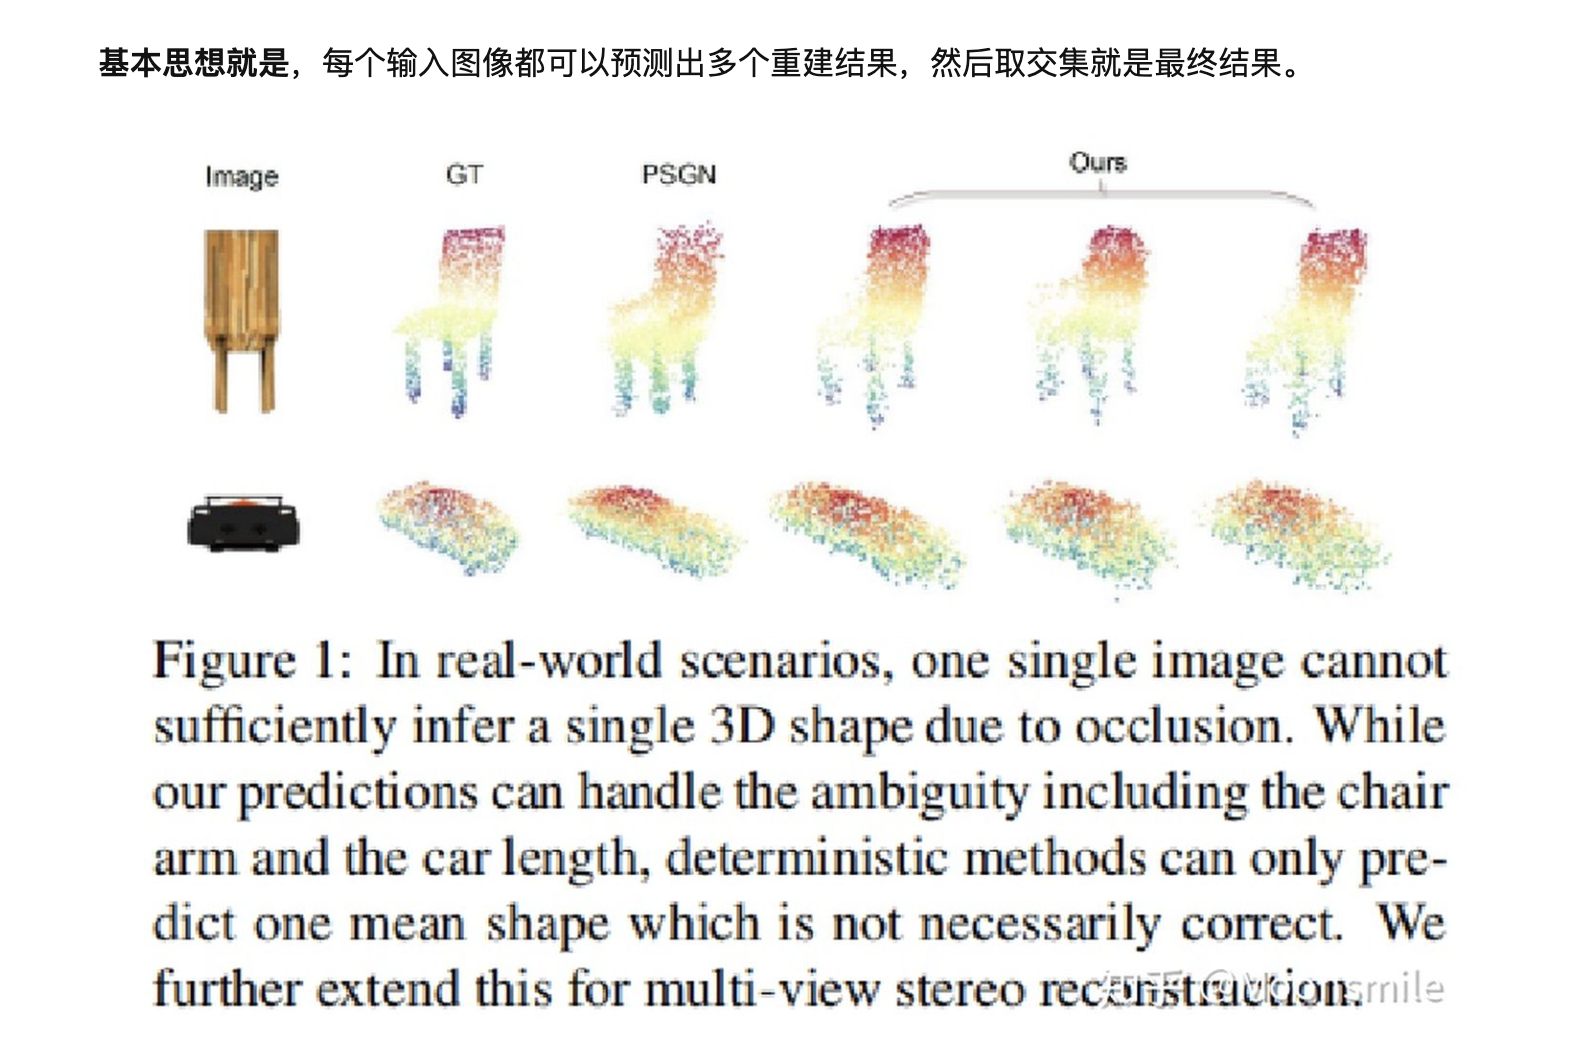 基本思想就是，每个输入图像都可以预测出多个重建结果，然后取交集就是最终结果。
Image GT PSGN Ours
Figure 1: In real-world scenarios, one single image cannot
sufficiently infer a single 3D shape due to occlusion. While
our predictions can handle the ambiguity including the chair
arm and the car length, deterministic methods can only pre-
dict one mean shape which is not necessarily correct. We
further extend this for multi-view stereo reconstruction.
知乎